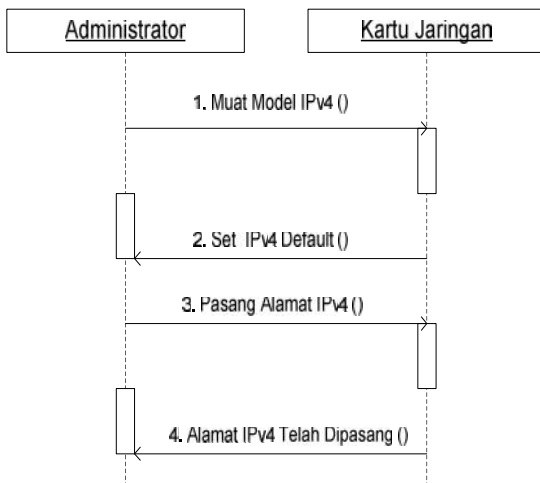 Administrator
Kartu Jaringan
1. Muat Model IPv4 ()
2. Set IPv4 Default ()
3. Pasang Alamat IPv4 ()
4. Alamat IPv4 Telah Dipasang ()